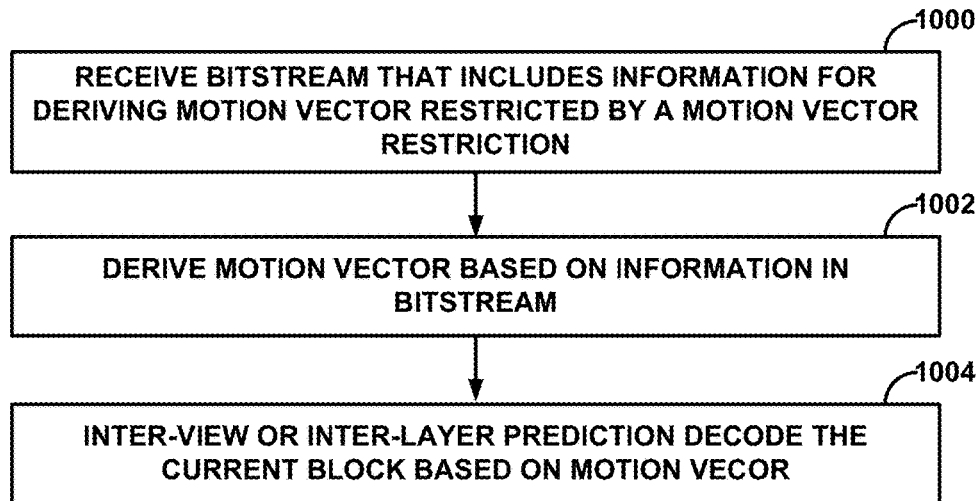 1000
RECEIVE BITSTREAM THAT INCLUDES INFORMATION FOR
DERIVING MOTION VECTOR RESTRICTED BY A MOTION VECTOR
RESTRICTION
1002
DERIVE MOTION VECTOR BASED ON INFORMATION IN
BITSTREAM
1004
INTER-VIEW OR INTER-LAYER PREDICTION DECODE THE
CURRENT BLOCK BASED ON MOTION VECOR